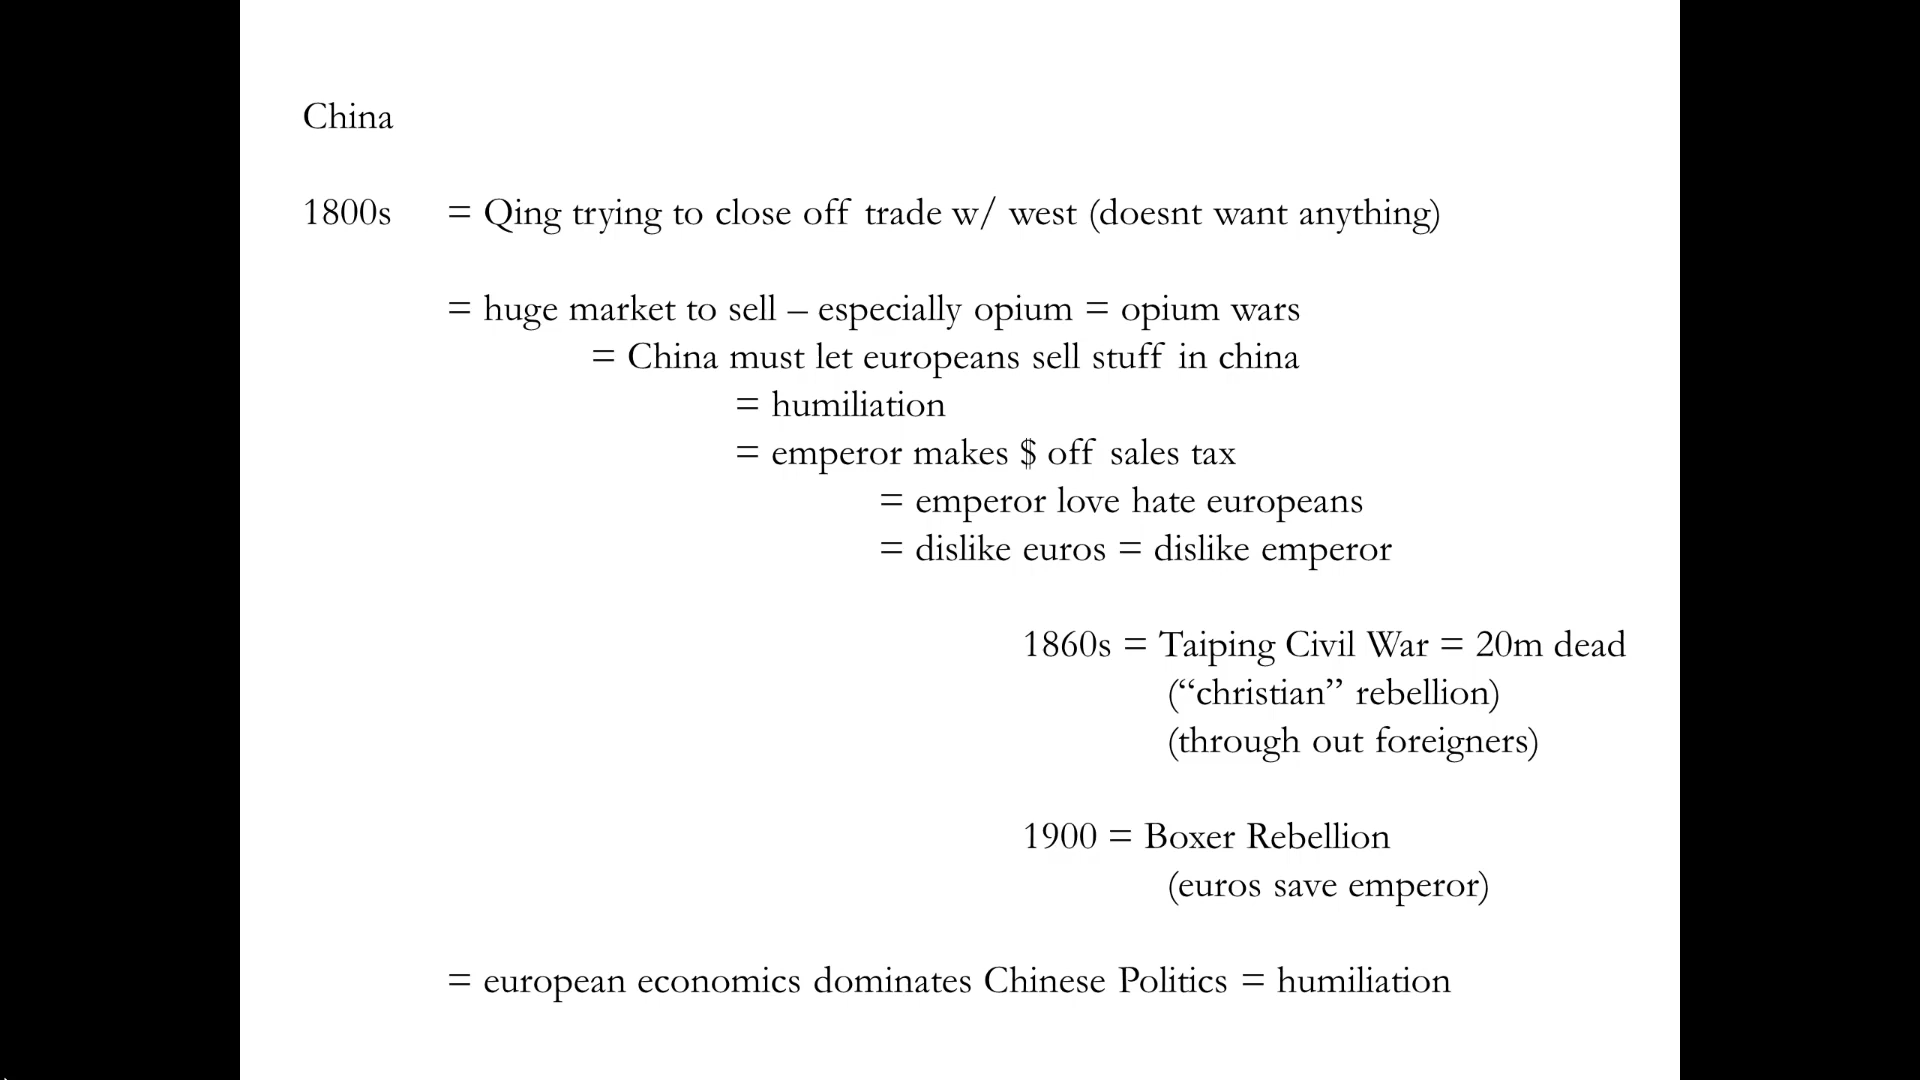 China
1800s = Qing trying to close off trade w/ west (doesnt want anything)
= huge market to sell – especially opium = opium wars
= China must let europeans sell stuff in china
= humiliation
= emperor makes $ off sales tax
= emperor love hate europeans
= dislike euros = dislike emperor
1860s = Taiping Civil War = 20m dead
(“christian” rebellion)
(through out foreigners)
1900 = Boxer Rebellion
(euros save emperor)
= european economics dominates Chinese Politics = humiliation